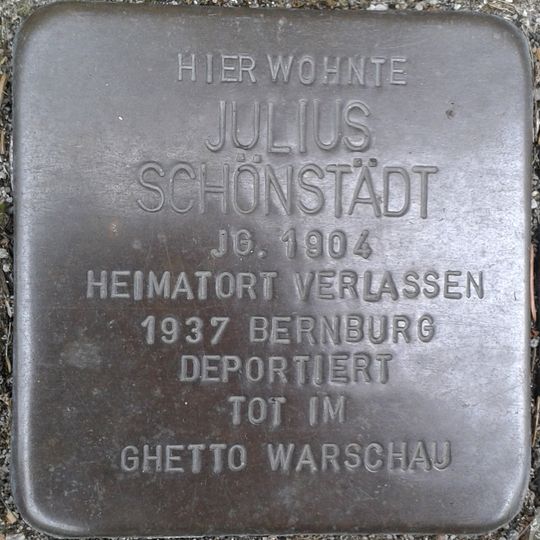 HIER WOHNTE
JULIUS
SCHÖNSTÄDT
JG. 1904
HEIMATORT VERLASSEN
1937 BERNBURG
DEPORTIERT
TOT IM
GHETTO WARSCHAU